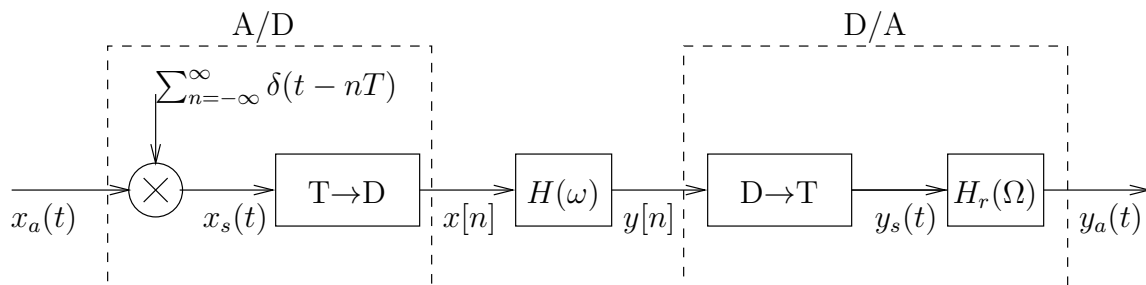 A/D
D/A
∑_{n=-∞}^{∞} δ(t − nT)
×
T→D
H(ω)
D→T
H_r(Ω)
x_a(t)
x_s(t)
x[n]
y[n]
y_s(t)
y_a(t)